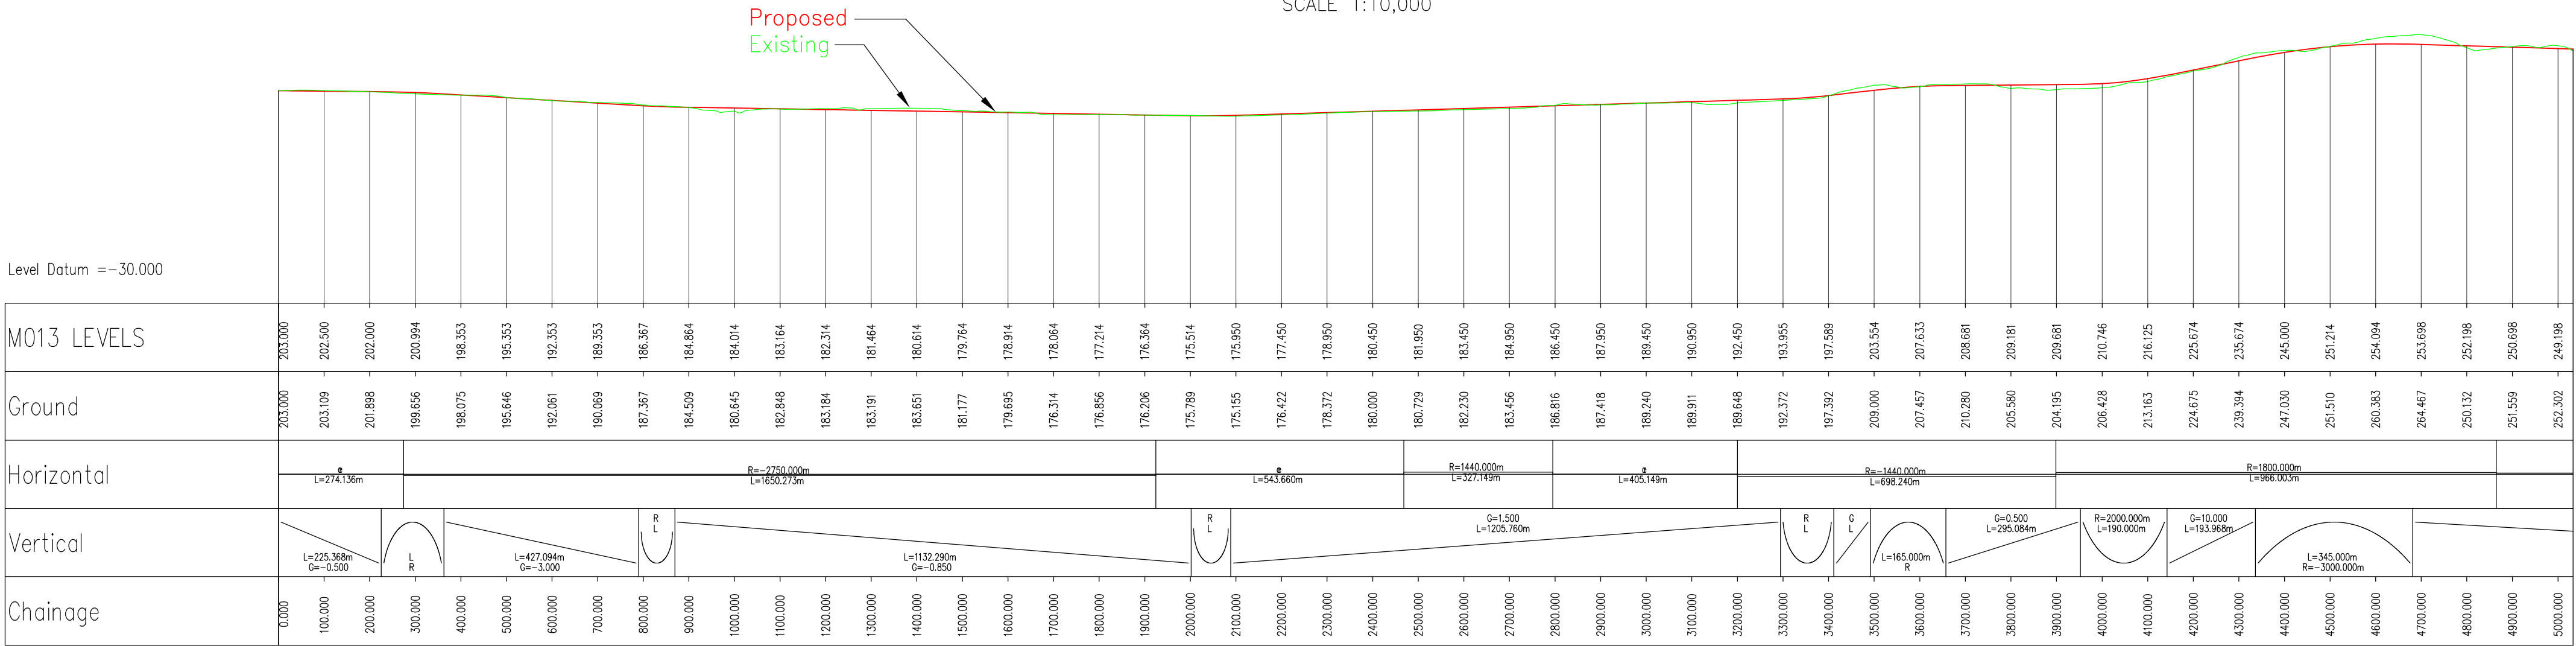 SCALE 1:10,000
Proposed
Existing
Level Datum =-30.000
M013 LEVELS
203.000 202.500 202.000 200.994 198.353 195.353 192.353 189.353 186.367 184.864 184.014 183.164 182.314 181.464 180.614 179.764 178.914 178.064 177.214 176.364 175.514 175.950 177.450 178.950 180.450 181.950 183.450 184.950 186.450 187.950 189.450 190.950 192.450 193.955 197.589 203.554 207.633 208.681 209.181 209.681 210.746 216.125 225.674 235.674 245.000 251.214 254.094 253.698 252.198 250.698 249.198
Ground
203.000 203.109 201.898 199.656 198.075 195.646 192.061 190.069 187.367 184.509 180.645 182.848 183.184 183.191 183.651 181.177 179.695 176.314 176.856 176.206 175.789 175.155 176.422 178.372 180.000 180.729 182.230 183.456 186.816 187.418 189.240 189.911 189.648 192.372 197.392 209.000 207.457 210.280 205.580 204.195 206.428 213.163 224.675 239.394 247.030 251.510 260.383 264.467 250.132 251.559 252.302
Horizontal
L=274.136m
R=-2750.000m
L=1650.273m
L=543.660m
R=1440.000m
L=327.149m
L=405.149m
R=-1440.000m
L=698.240m
R=1800.000m
L=966.003m
Vertical
L=225.368m
G=-0.500
L
R
L=427.094m
G=-3.000
R
L
L=1132.290m
G=-0.850
R
L
G=1.500
L=1205.760m
R
L
G
L
L=165.000m
R
G=0.500
L=295.084m
R=2000.000m
L=190.000m
G=10.000
L=193.968m
L=345.000m
R=-3000.000m
Chainage
0.000 100.000 200.000 300.000 400.000 500.000 600.000 700.000 800.000 900.000 1000.000 1100.000 1200.000 1300.000 1400.000 1500.000 1600.000 1700.000 1800.000 1900.000 2000.000 2100.000 2200.000 2300.000 2400.000 2500.000 2600.000 2700.000 2800.000 2900.000 3000.000 3100.000 3200.000 3300.000 3400.000 3500.000 3600.000 3700.000 3800.000 3900.000 4000.000 4100.000 4200.000 4300.000 4400.000 4500.000 4600.000 4700.000 4800.000 4900.000 5000.000